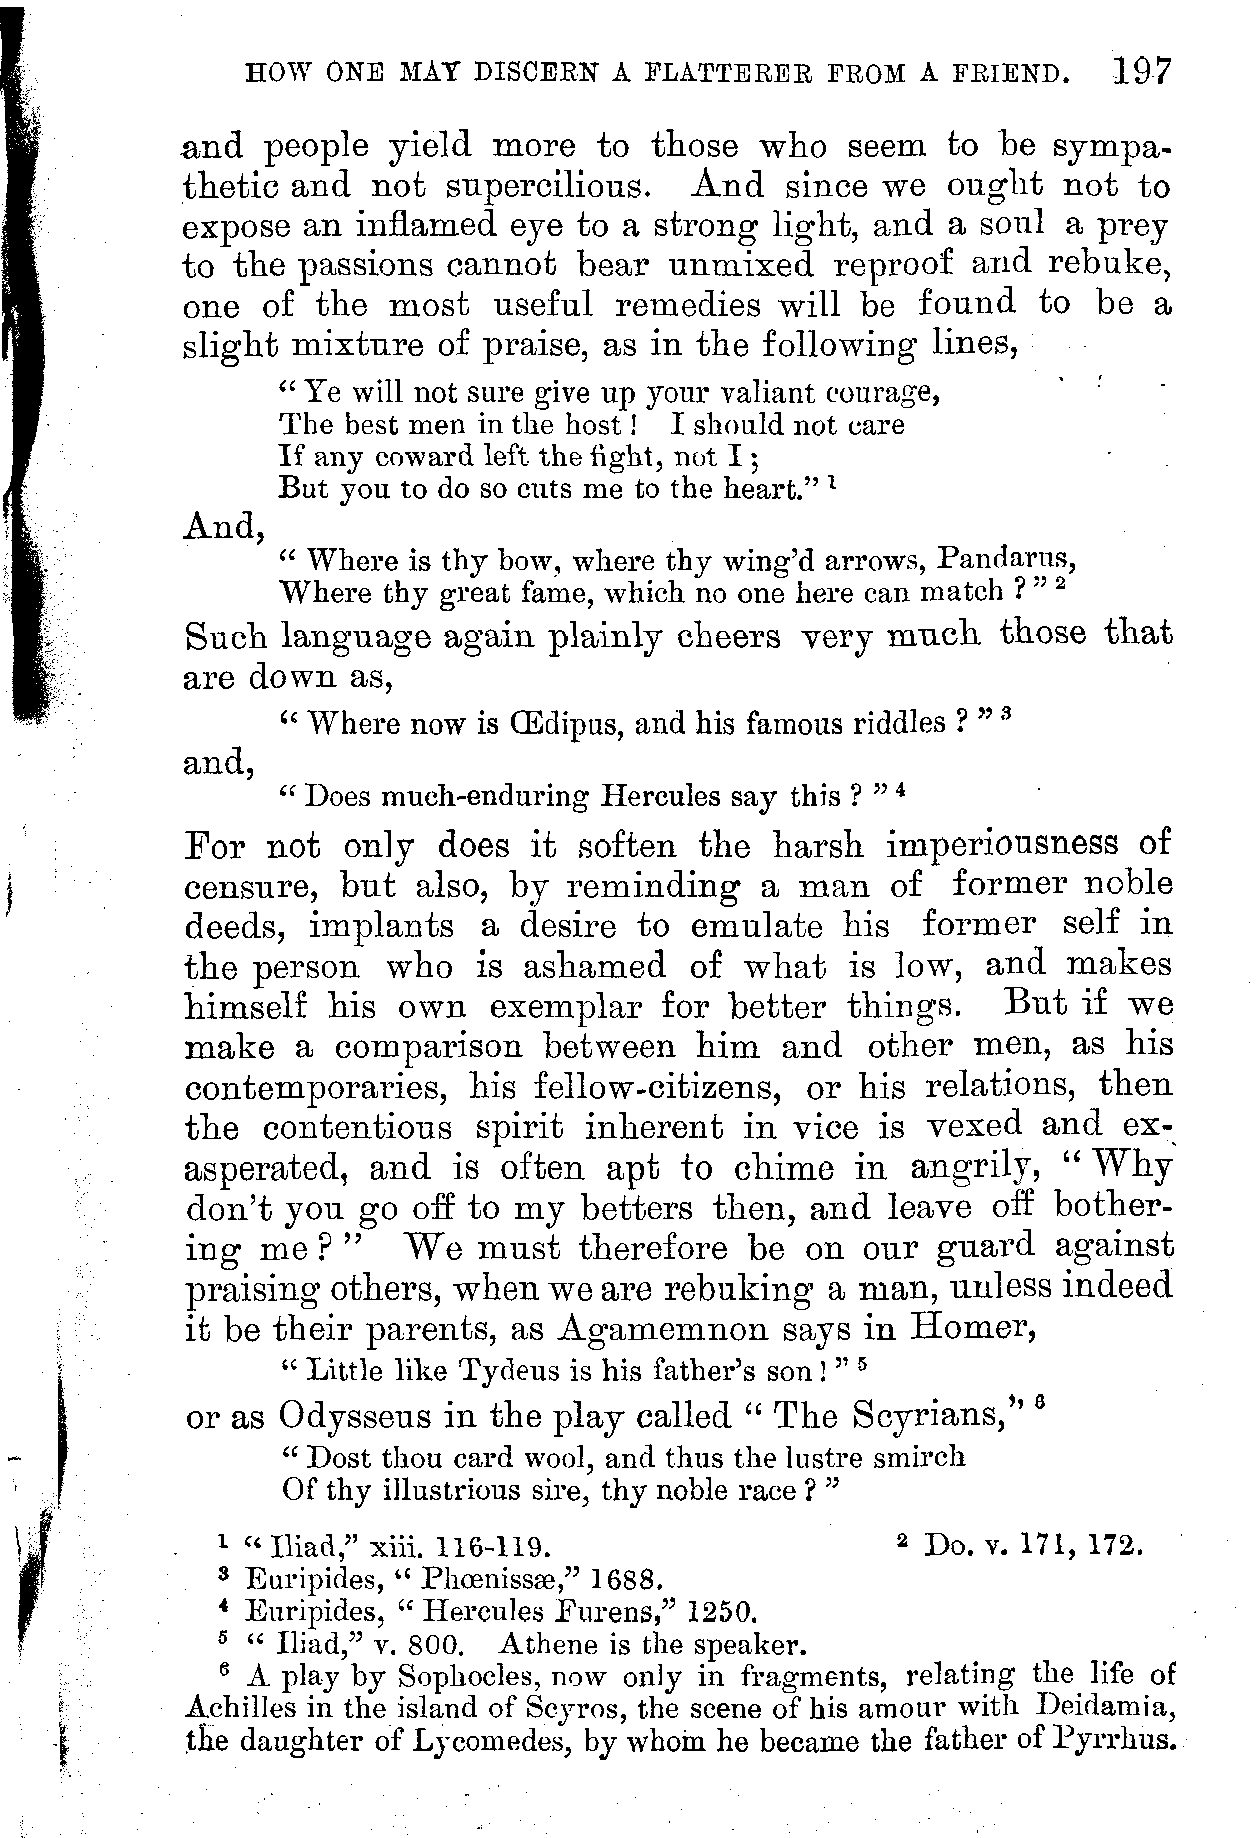 HOW ONE MAY DISCERN A FLATTERER FROM A FRIEND. 197
and people yield more to those who seem to be sympa-
thetic and not supercilious. And since we ought not to
expose an inflamed eye to a strong light, and a soul a prey
to the passions cannot bear unmixed reproof and rebuke,
one of the most useful remedies will be found to be a
slight mixture of praise, as in the following lines,
“ Ye will not sure give up your valiant courage,
The best men in the host! I should not care
If any coward left the fight, not I;
But you to do so cuts me to the heart.” ¹
And,
“ Where is thy bow, where thy wing'd arrows, Pandarus,
Where thy great fame, which no one here can match ? ” ²
Such language again plainly cheers very much those that
are down as,
“ Where now is Œdipus, and his famous riddles ? ” ³
and,
“ Does much-enduring Hercules say this ? ” ⁴
For not only does it soften the harsh imperiousness of
censure, but also, by reminding a man of former noble
deeds, implants a desire to emulate his former self in
the person who is ashamed of what is low, and makes
himself his own exemplar for better things. But if we
make a comparison between him and other men, as his
contemporaries, his fellow-citizens, or his relations, then
the contentious spirit inherent in vice is vexed and ex-
asperated, and is often apt to chime in angrily, “ Why
don't you go off to my betters then, and leave off bother-
ing me ? ” We must therefore be on our guard against
praising others, when we are rebuking a man, unless indeed
it be their parents, as Agamemnon says in Homer,
“ Little like Tydeus is his father's son ! ” ⁵
or as Odysseus in the play called “ The Scyrians,” ⁶
“ Dost thou card wool, and thus the lustre smirch
Of thy illustrious sire, thy noble race ? ”
¹ “ Iliad,” xiii. 116-119. ² Do. v. 171, 172.
³ Euripides, “ Phœnissæ,” 1688.
⁴ Euripides, “ Hercules Furens,” 1250.
⁵ “ Iliad,” v. 800. Athene is the speaker.
⁶ A play by Sophocles, now only in fragments, relating the life of
Achilles in the island of Scyros, the scene of his amour with Deidamia,
the daughter of Lycomedes, by whom he became the father of Pyrrhus.